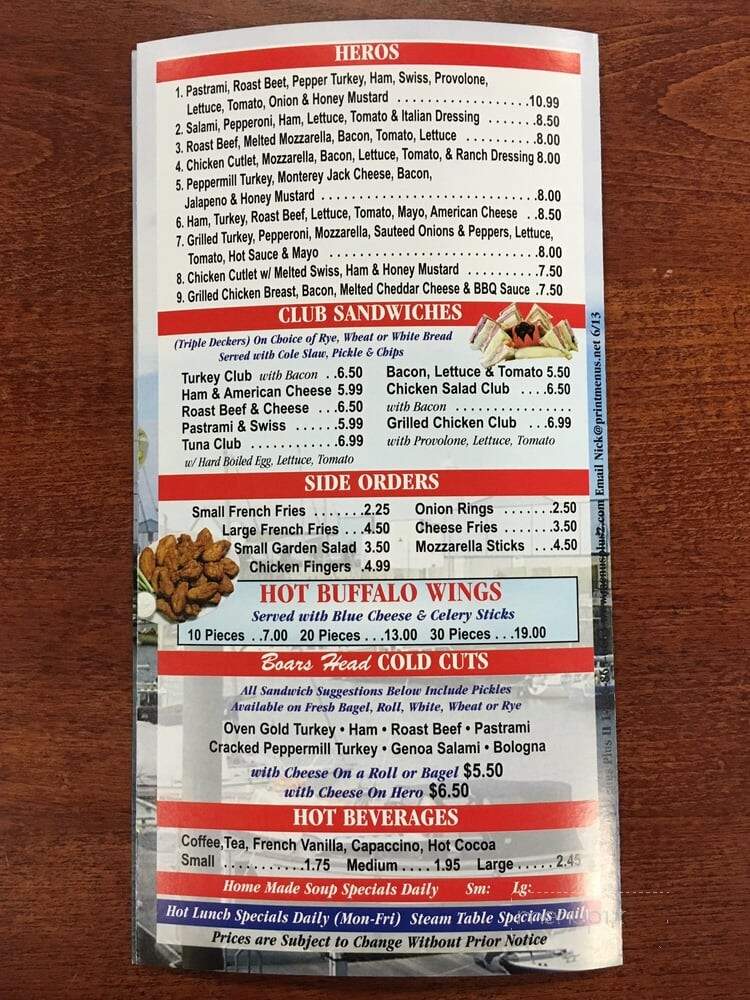 HEROS
1. Pastrami, Roast Beet, Pepper Turkey, Ham, Swiss, Provolone,
Lettuce, Tomato, Onion & Honey Mustard . . . . . . . . . . . . . . . . . .10.99
2. Salami, Pepperoni, Ham, Lettuce, Tomato & Italian Dressing . . . . . . .8.50
3. Roast Beef, Melted Mozzarella, Bacon, Tomato, Lettuce . . . . . . . . . .8.00
4. Chicken Cutlet, Mozzarella, Bacon, Lettuce, Tomato, & Ranch Dressing 8.00
5. Peppermill Turkey, Monterey Jack Cheese, Bacon,
Jalapeno & Honey Mustard . . . . . . . . . . . . . . . . . . . . . . . . . . . .8.00
6. Ham, Turkey, Roast Beef, Lettuce, Tomato, Mayo, American Cheese . .8.50
7. Grilled Turkey, Pepperoni, Mozzarella, Sauteed Onions & Peppers, Lettuce,
Tomato, Hot Sauce & Mayo . . . . . . . . . . . . . . . . . . . . . . . . . . .8.00
8. Chicken Cutlet w/ Melted Swiss, Ham & Honey Mustard . . . . . . . . . .7.50
9. Grilled Chicken Breast, Bacon, Melted Cheddar Cheese & BBQ Sauce .7.50
CLUB SANDWICHES
(Triple Deckers) On Choice of Rye, Wheat or White Bread
Served with Cole Slaw, Pickle & Chips
Turkey Club with Bacon . .6.50
Ham & American Cheese 5.99
Roast Beef & Cheese . . .6.50
Pastrami & Swiss . . . . . .5.99
Tuna Club . . . . . . . . . . . .6.99
w/ Hard Boiled Egg, Lettuce, Tomato
Bacon, Lettuce & Tomato 5.50
Chicken Salad Club . . . .6.50
with Bacon . . . . . . . . . . . . . . .
Grilled Chicken Club . . .6.99
with Provolone, Lettuce, Tomato
SIDE ORDERS
Small French Fries . . . . . . .2.25
Large French Fries . . .4.50
Small Garden Salad 3.50
Chicken Fingers .4.99
Onion Rings . . . . . . .2.50
Cheese Fries . . . . . . .3.50
Mozzarella Sticks . . .4.50
HOT BUFFALO WINGS
Served with Blue Cheese & Celery Sticks
10 Pieces . .7.00 20 Pieces . . .13.00 30 Pieces . . .19.00
Boars Head COLD CUTS
All Sandwich Suggestions Below Include Pickles
Available on Fresh Bagel, Roll, White, Wheat or Rye
Oven Gold Turkey • Ham • Roast Beef • Pastrami
Cracked Peppermill Turkey • Genoa Salami • Bologna
with Cheese On a Roll or Bagel $5.50
with Cheese On Hero $6.50
HOT BEVERAGES
Coffee,Tea, French Vanilla, Capaccino, Hot Cocoa
Small . . . . . . . . . . .1.75 Medium . . . . 1.95 Large . . . . . 2.45
Home Made Soup Specials Daily Sm: Lg:
Hot Lunch Specials Daily (Mon-Fri) Steam Table Specials Daily
Prices are Subject to Change Without Prior Notice
Plus II Email Nick@printmenus.net 6/13